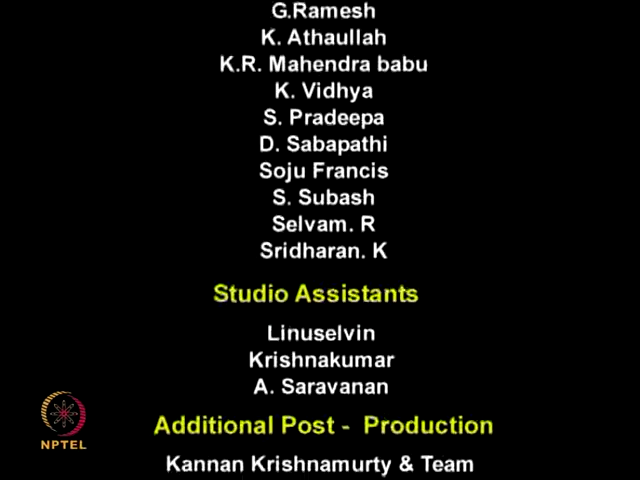 G.Ramesh
K. Athaullah
K.R. Mahendra babu
K. Vidhya
S. Pradeepa
D. Sabapathi
Soju Francis
S. Subash
Selvam. R
Sridharan. K
Studio Assistants
Linuselvin
Krishnakumar
A. Saravanan
Additional Post - Production
Kannan Krishnamurty & Team
NPTEL